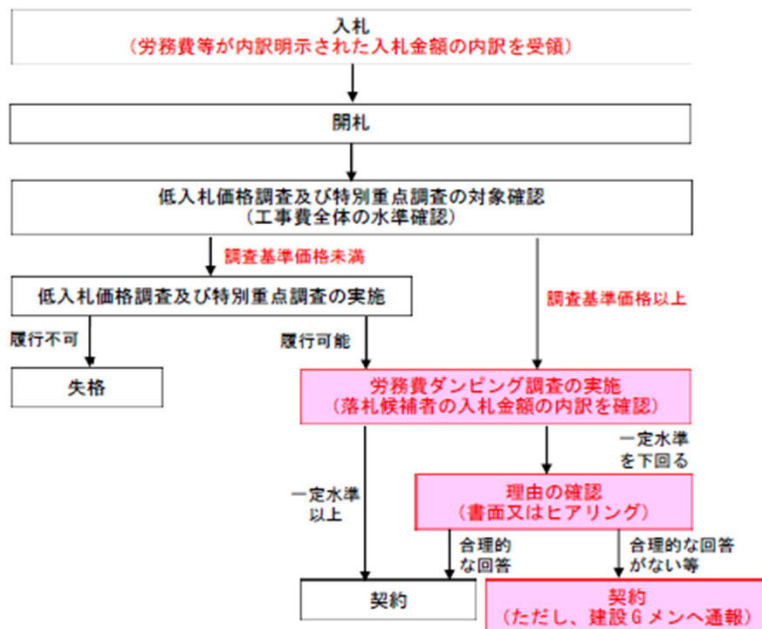 入札
（労務費等が内訳明示された入札金額の内訳を受領）
開札
低入札価格調査及び特別重点調査の対象確認
（工事費全体の水準確認）
調査基準価格未満
低入札価格調査及び特別重点調査の実施
調査基準価格以上
履行不可
履行可能
失格
労務費ダンピング調査の実施
（落札候補者の入札金額の内訳を確認）
一定水準
を下回る
一定水準
以上
理由の確認
（書面又はヒアリング）
合理的
な回答
合理的な回答
がない等
契約
契約
（ただし、建設Ｇメンへ通報）